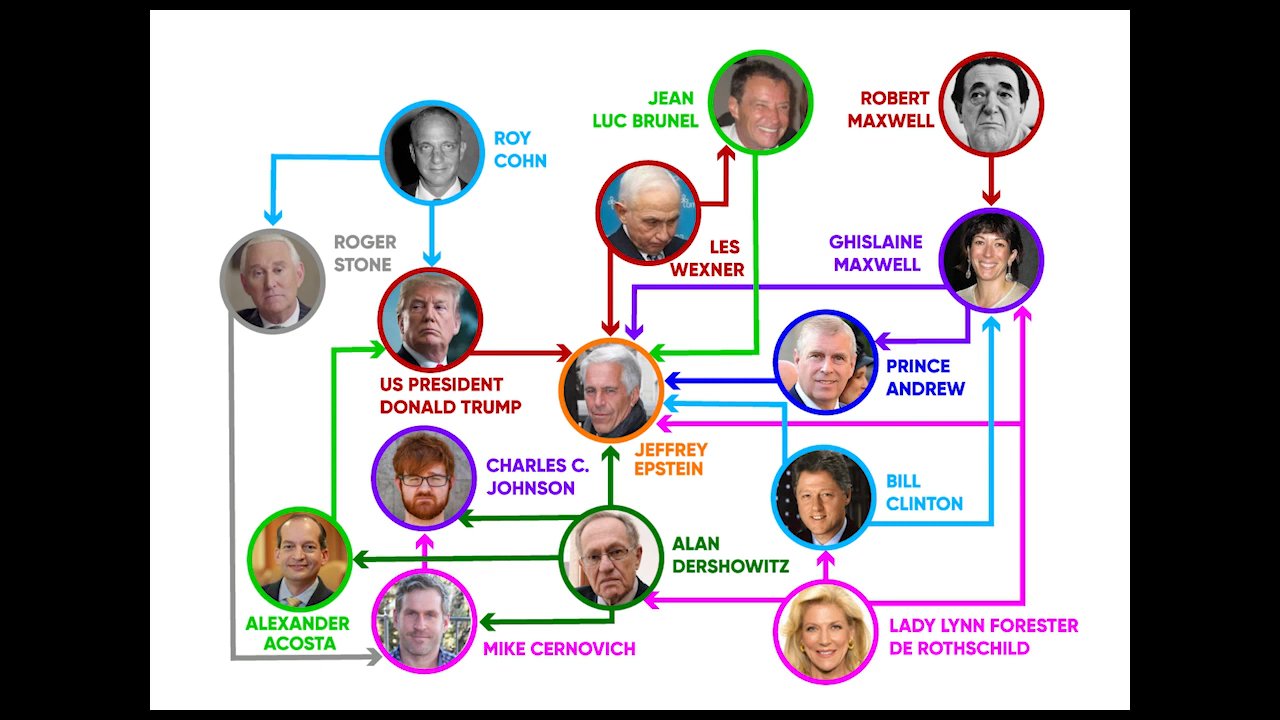 JEAN
LUC BRUNEL
ROBERT
MAXWELL
ROY
COHN
ROGER
STONE
LES
WEXNER
GHISLAINE
MAXWELL
US PRESIDENT
DONALD TRUMP
PRINCE
ANDREW
JEFFREY
EPSTEIN
CHARLES C.
JOHNSON
BILL
CLINTON
ALAN
DERSHOWITZ
ALEXANDER
ACOSTA
MIKE CERNOVICH
LADY LYNN FORESTER
DE ROTHSCHILD